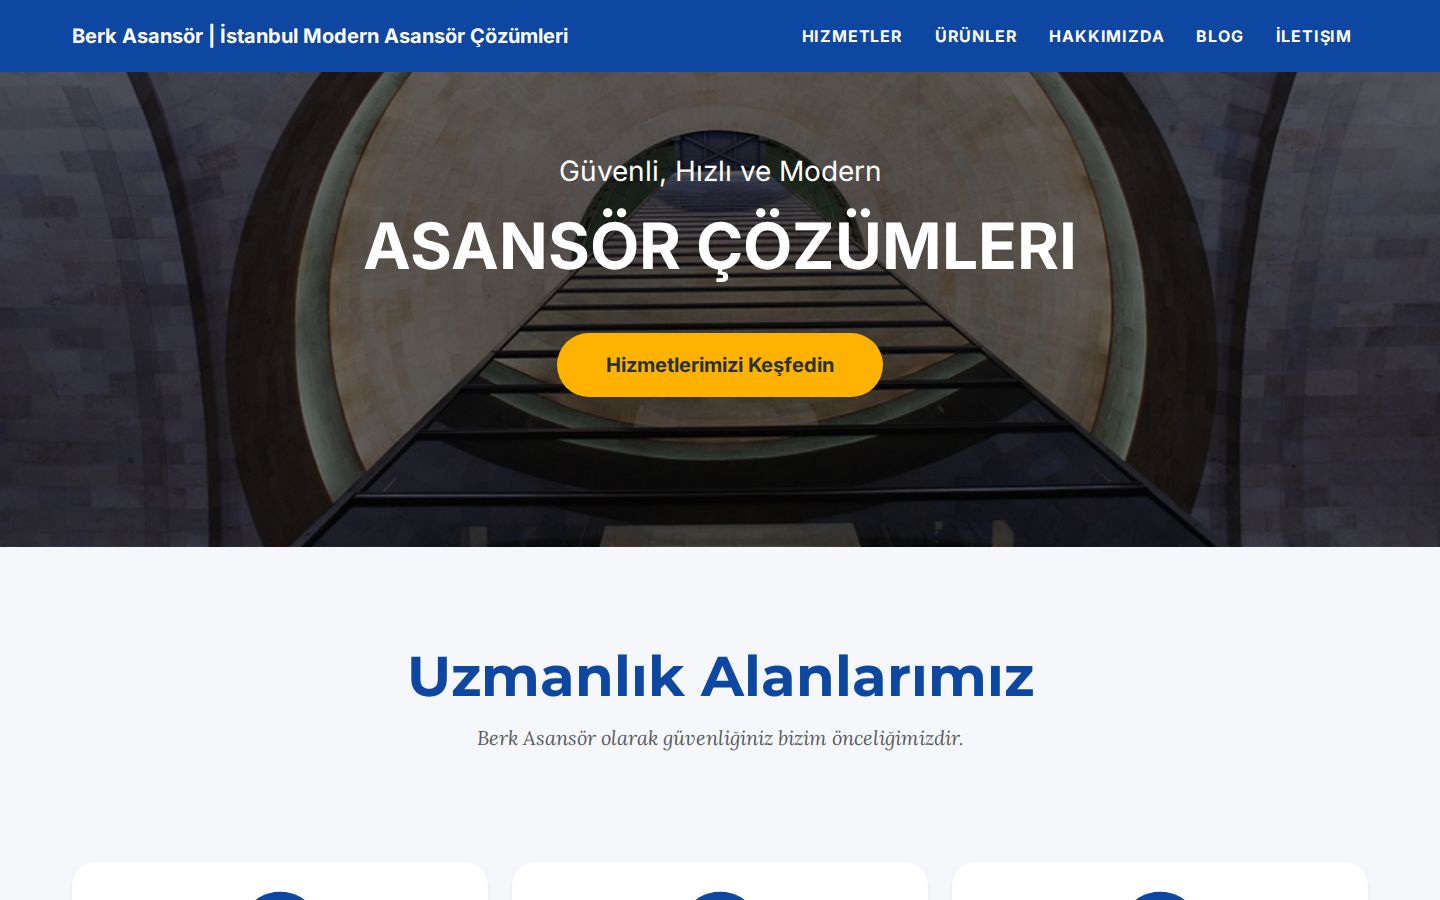 Berk Asansör | İstanbul Modern Asansör Çözümleri
HIZMETLER ÜRÜNLER HAKKIMIZDA BLOG İLETIŞIM
Güvenli, Hızlı ve Modern
ASANSÖR ÇÖZÜMLERI
Hizmetlerimizi Keşfedin
Uzmanlık Alanlarımız
Berk Asansör olarak güvenliğiniz bizim önceliğimizdir.